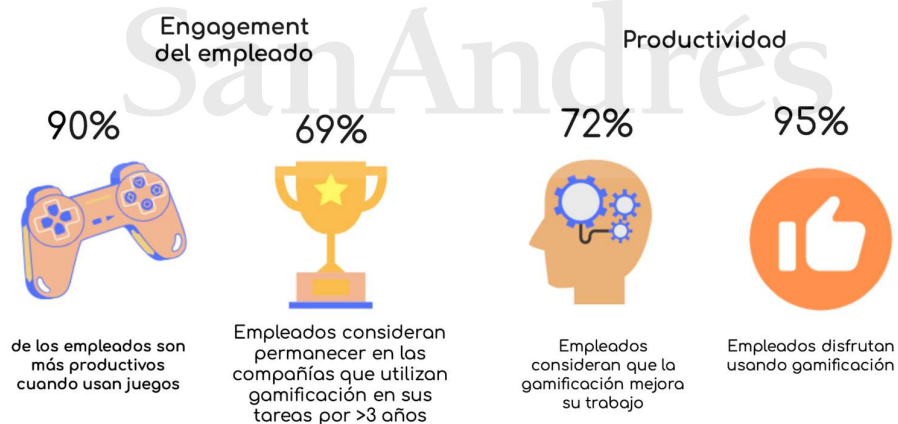 SanAndrés
Engagement
del empleado
Productividad
90%
69%
72%
95%
de los empleados son
más productivos
cuando usan juegos
Empleados consideran
permanecer en las
compañías que utilizan
gamificación en sus
tareas por >3 años
Empleados
consideran que la
gamificación mejora
su trabajo
Empleados disfrutan
usando gamificación